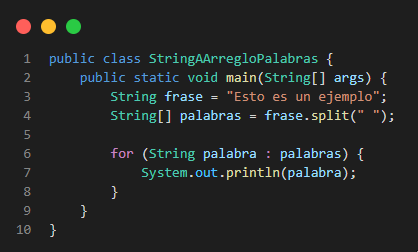 1 public class StringAArregloPalabras {
2     public static void main(String[] args) {
3         String frase = "Esto es un ejemplo";
4         String[] palabras = frase.split(" ");
5
6         for (String palabra : palabras) {
7             System.out.println(palabra);
8         }
9     }
10 }